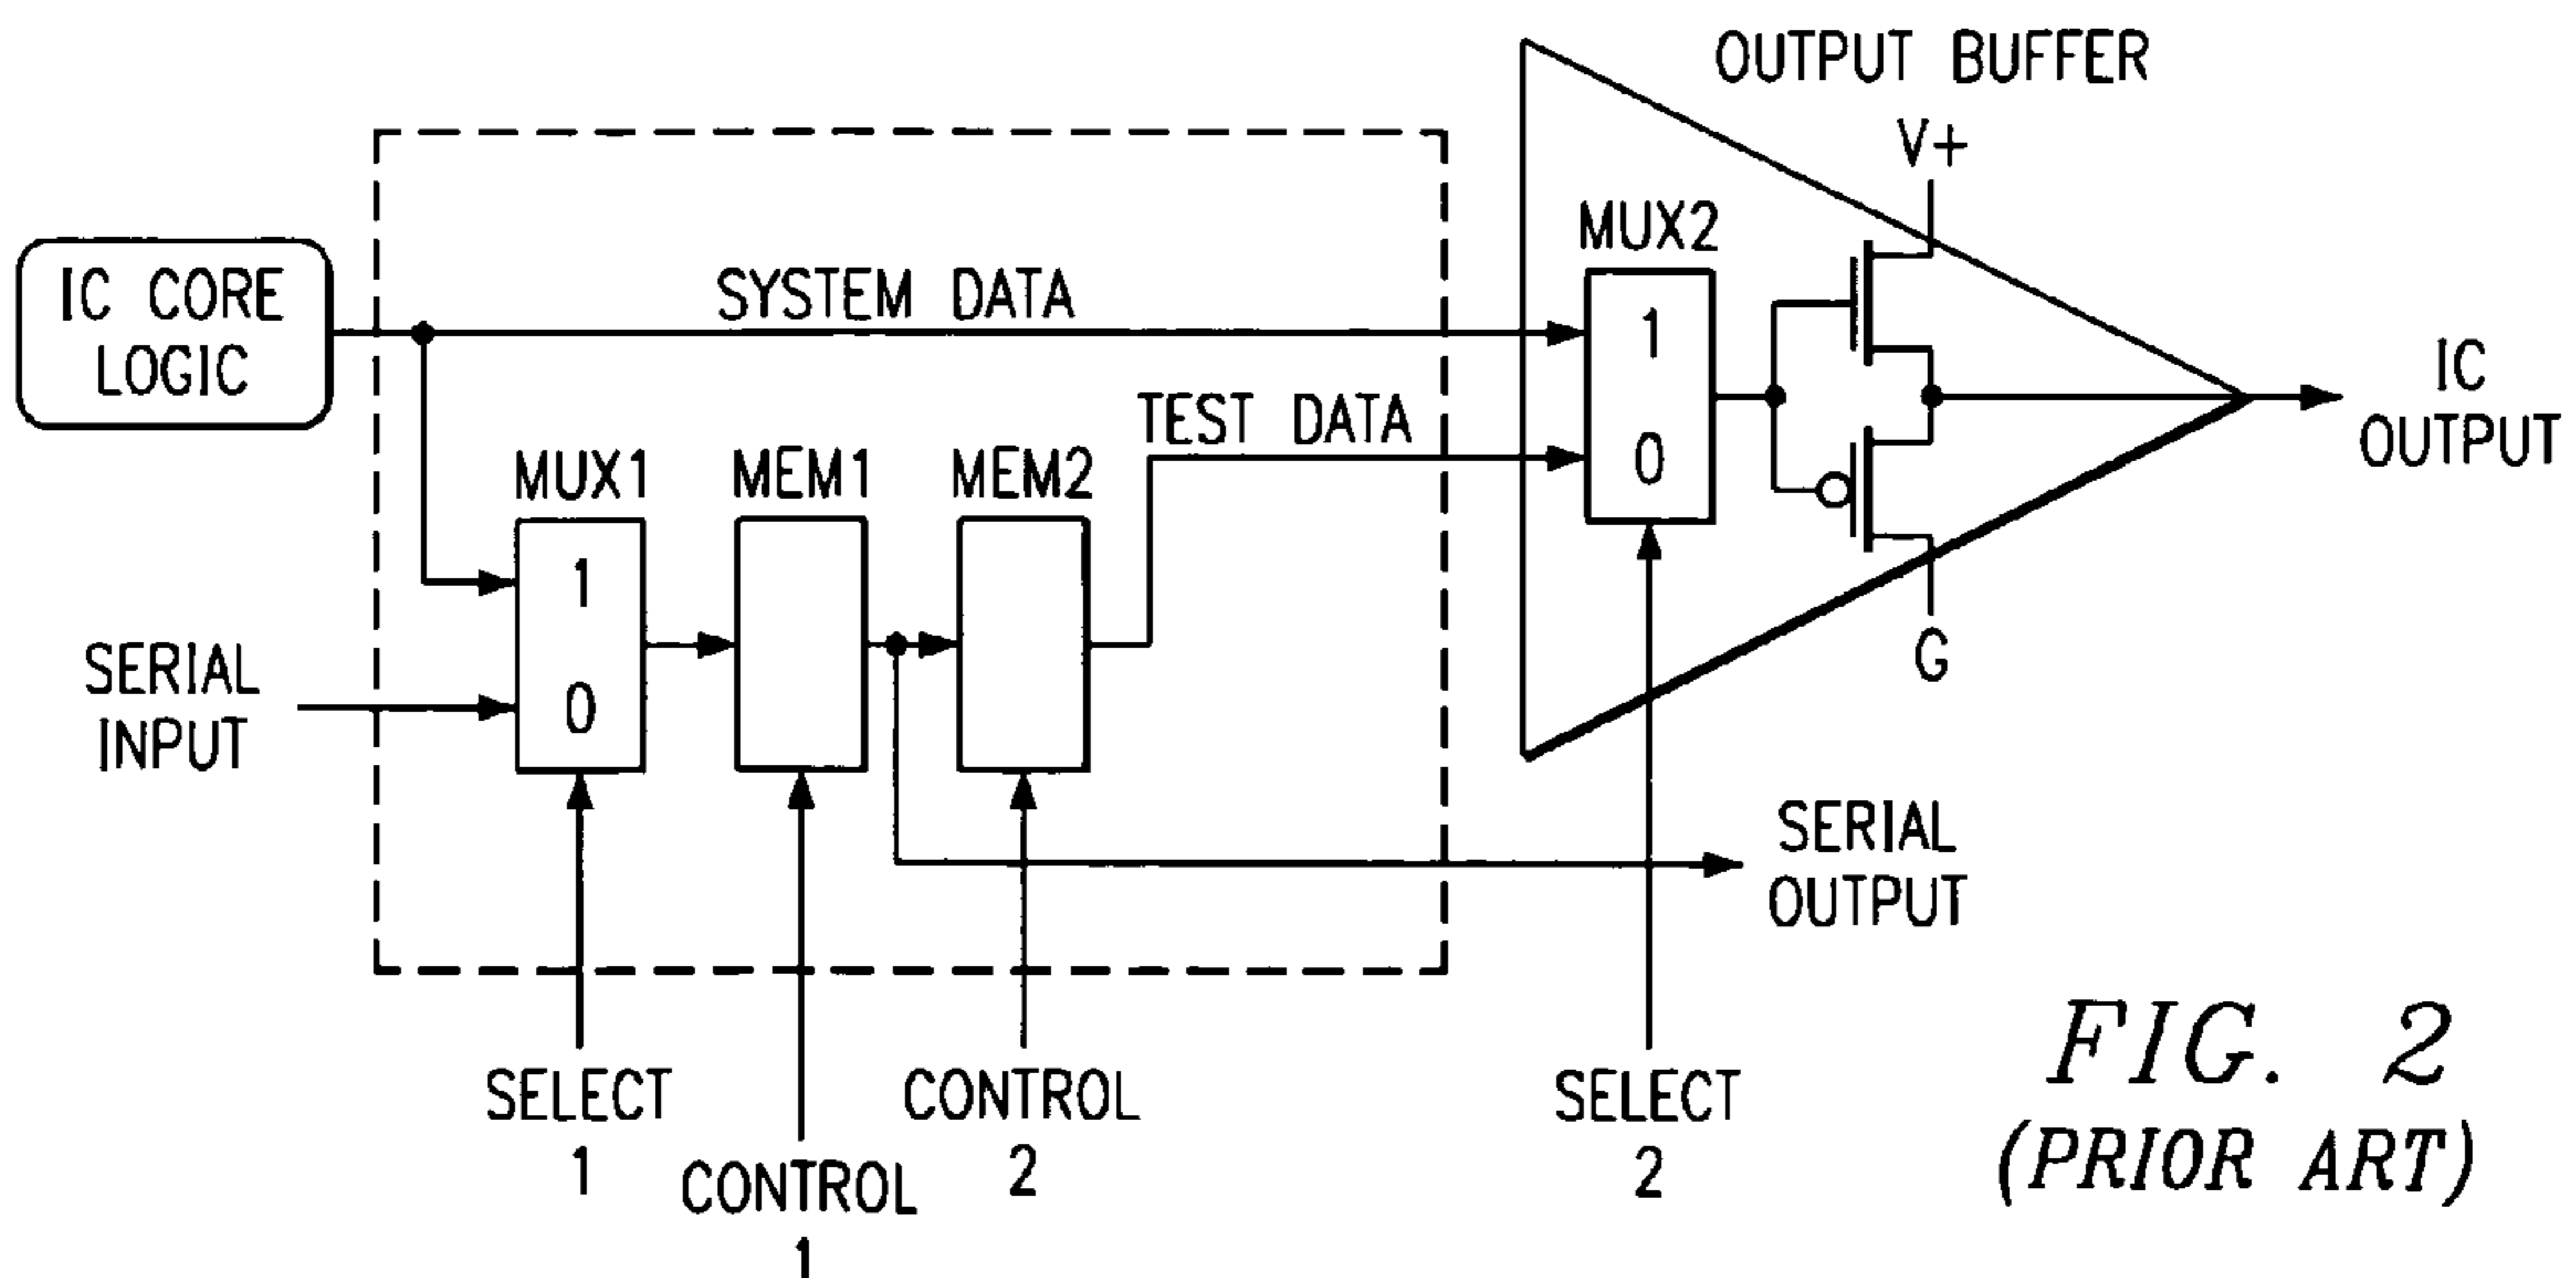 OUTPUT BUFFER
V+
MUX2
IC CORE
LOGIC
SYSTEM DATA
1
IC
OUTPUT
TEST DATA
0
MUX1
MEM1
MEM2
1
0
SERIAL
INPUT
G
SERIAL
OUTPUT
SELECT
1
CONTROL
1
CONTROL
2
SELECT
2
FIG. 2
(PRIOR ART)